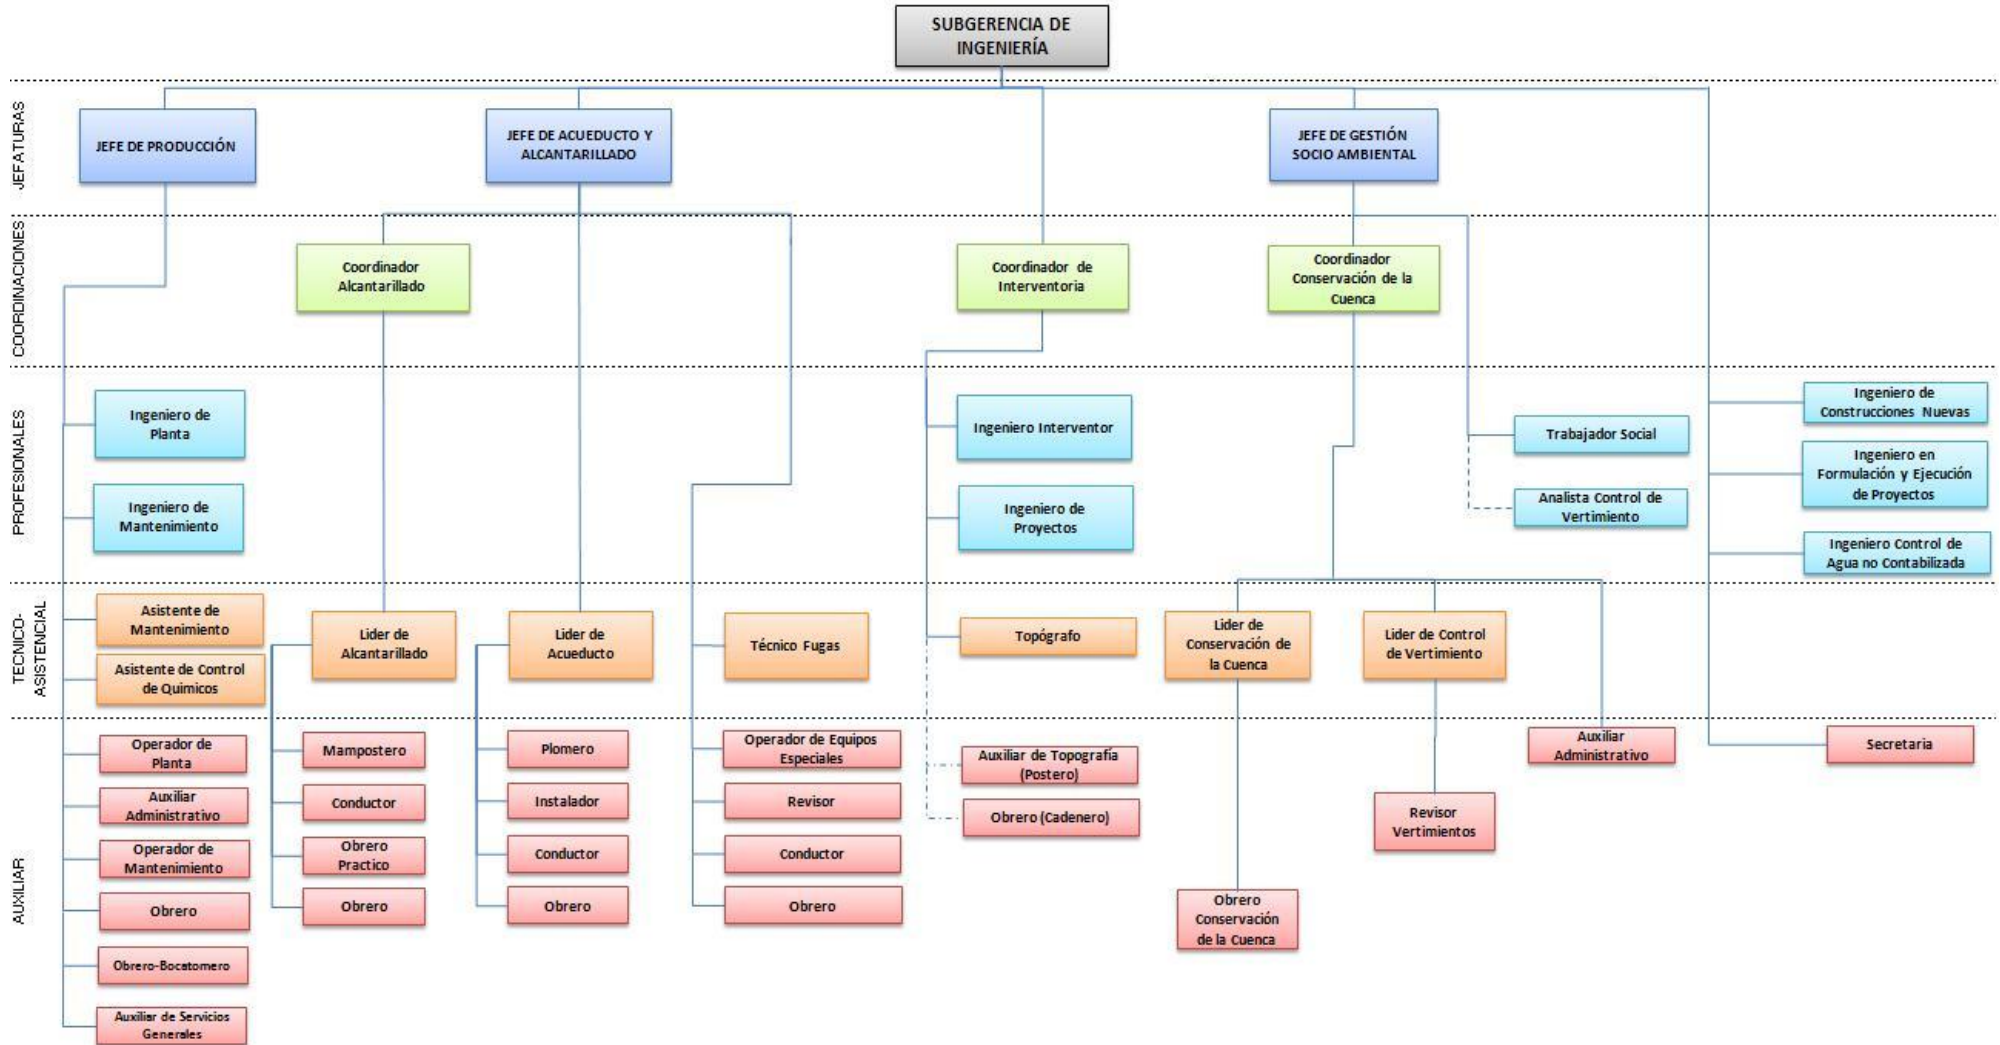 SUBGERENCIA DE
INGENIERÍA
JEFATURAS
JEFE DE PRODUCCIÓN
JEFE DE ACUEDUCTO Y
ALCANTARILLADO
JEFE DE GESTIÓN
SOCIO AMBIENTAL
COORDINACIONES
Coordinador
Alcantarillado
Coordinador de
Interventoria
Coordinador
Conservación de la
Cuenca
PROFESIONALES
Ingeniero de
Planta
Ingeniero de
Mantenimiento
Ingeniero Interventor
Ingeniero de
Proyectos
Trabajador Social
Analista Control de
Vertimiento
Ingeniero de
Construcciones Nuevas
Ingeniero en
Formulación y Ejecución
de Proyectos
Ingeniero Control de
Agua no Contabilizada
TECNICO-
ASISTENCIAL
Asistente de
Mantenimiento
Asistente de Control
de Quimicos
Lider de
Alcantarillado
Lider de
Acueducto
Técnico Fugas
Topógrafo
Lider de
Conservación de
la Cuenca
Lider de Control
de Vertimiento
AUXILIAR
Operador de
Planta
Auxiliar
Administrativo
Operador de
Mantenimiento
Obrero
Obrero-Bocatomero
Auxiliar de Servicios
Generales
Mampostero
Conductor
Obrero
Practico
Obrero
Plomero
Instalador
Conductor
Obrero
Operador de Equipos
Especiales
Revisor
Conductor
Obrero
Auxiliar de Topografía
(Postero)
Obrero (Cadenero)
Obrero
Conservación
de la Cuenca
Revisor
Vertimientos
Auxiliar
Administrativo
Secretaria